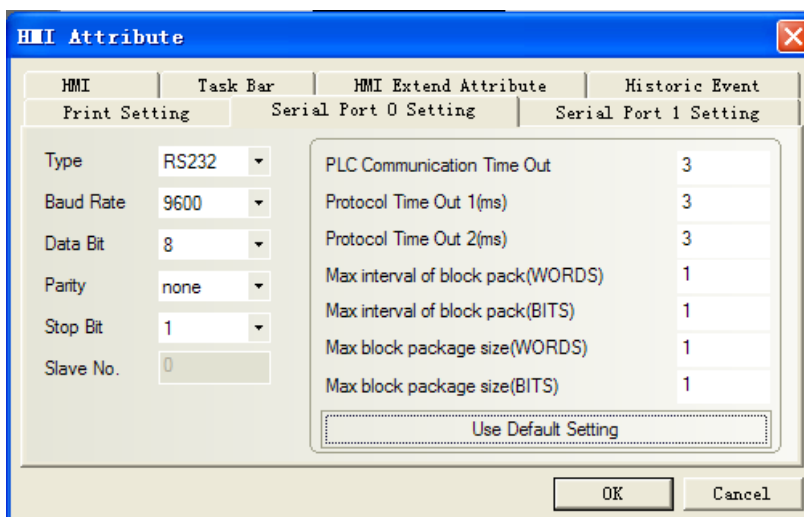 HMI Attribute
HMI Task Bar HMI Extend Attribute Historic Event
Print Setting Serial Port 0 Setting Serial Port 1 Setting
Type RS232 PLC Communication Time Out 3
Baud Rate 9600 Protocol Time Out 1(ms) 3
Data Bit 8 Protocol Time Out 2(ms) 3
Parity none Max interval of block pack(WORDS) 1
Stop Bit 1 Max interval of block pack(BITS) 1
Slave No. 0 Max block package size(WORDS) 1
Max block package size(BITS) 1
Use Default Setting
OK Cancel